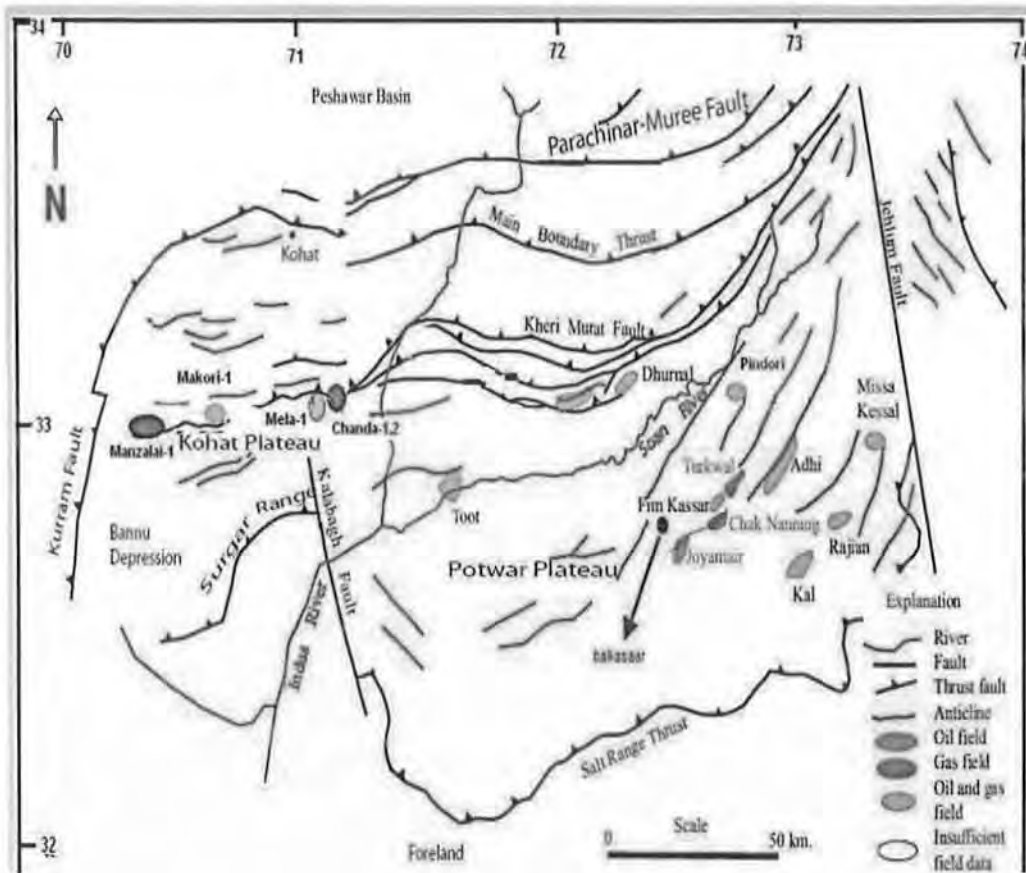 34
70
71
72
73
74
Peshawar Basin
Parachinar-Muree Fault
N
Main Boundary Thrust
Kohat
Jehlum Fault
Kheri Murat Fault
Makori-1
Dhurnal
Pindori
Missa
Kessal
33
Mela-1
Chanda-1,2
Manzalai-1
Kohat Plateau
Soan River
Kurram Fault
Turkwal
Adhi
Kalabagh Fault
Surgar Range
Toot
Fim Kassar
Chak Naurang
Bannu
Depression
Joyamair
Rajian
Potwar Plateau
Kal
Explanation
Indus River
River
Fault
Thrust fault
Anticline
Oil field
Gas field
Oil and gas
field
Insufficient
field data
Salt Range Thrust
Scale
0
50 km.
32
Foreland